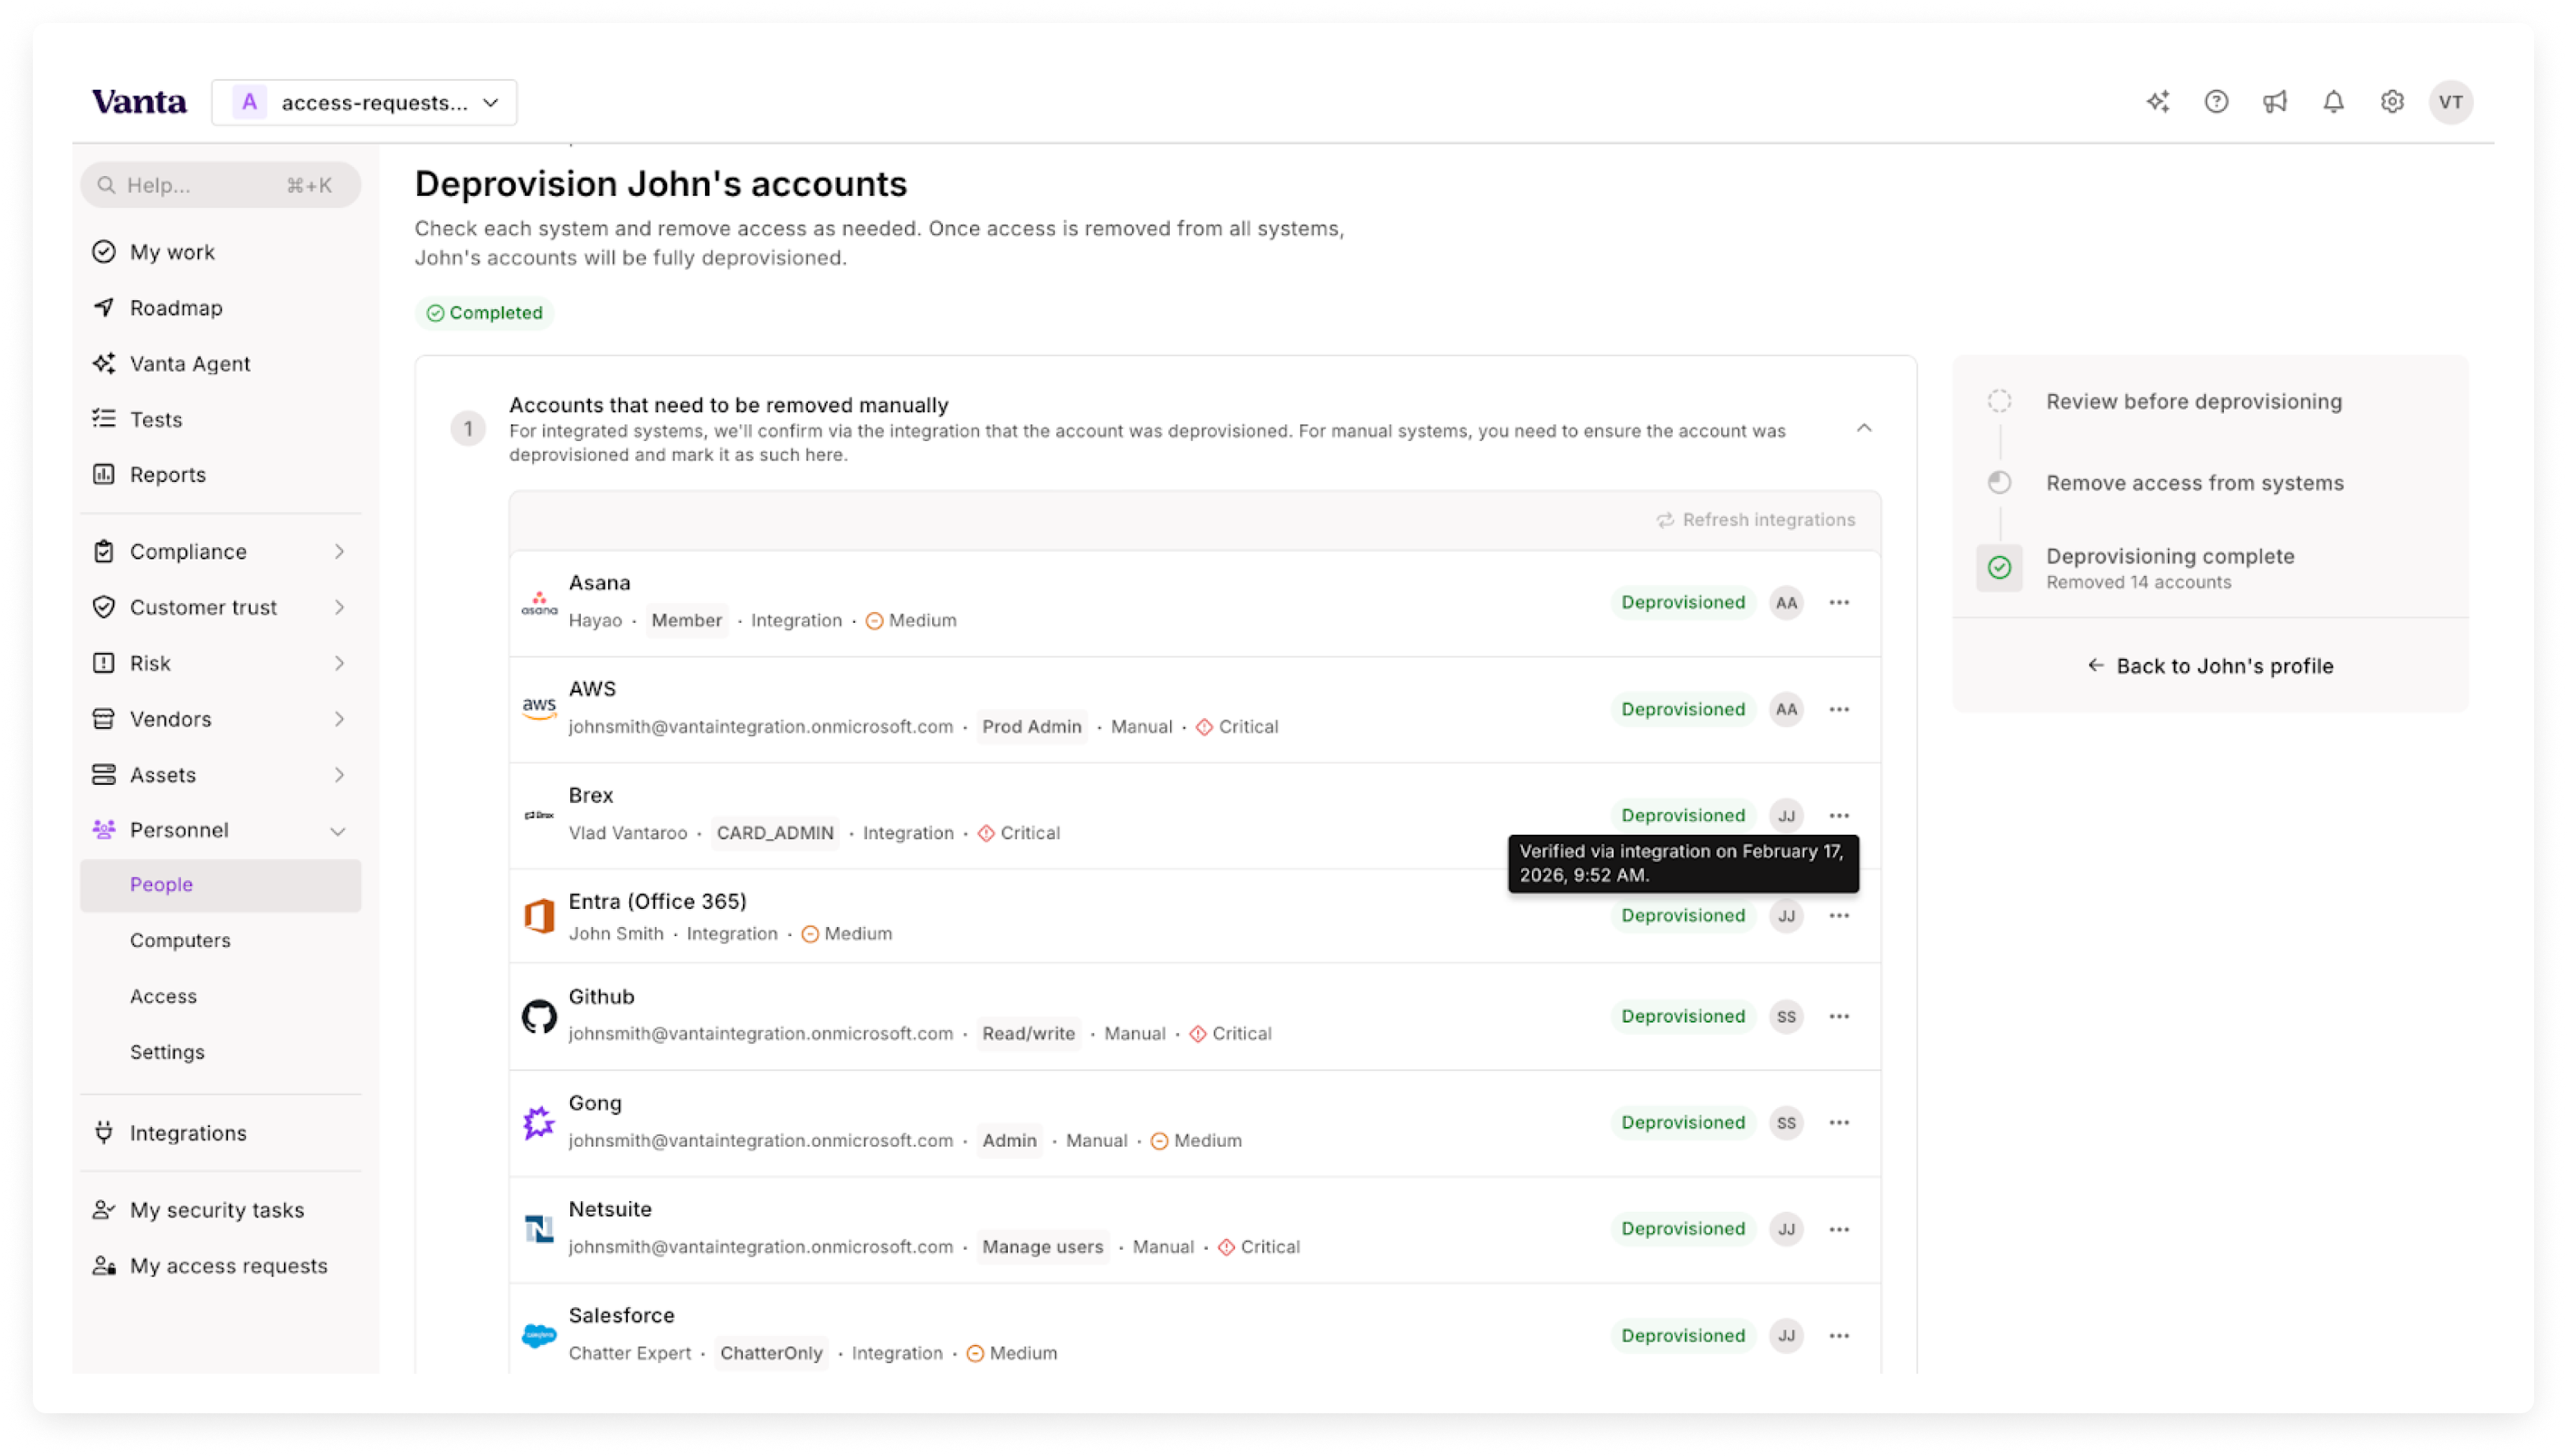 Vanta
A access-requests...
VT
Help... ⌘+K
My work
Roadmap
Vanta Agent
Tests
Reports
Compliance
Customer trust
Risk
Vendors
Assets
Personnel
People
Computers
Access
Settings
Integrations
My security tasks
My access requests
Deprovision John's accounts
Check each system and remove access as needed. Once access is removed from all systems,
John's accounts will be fully deprovisioned.
Completed
1
Accounts that need to be removed manually
For integrated systems, we'll confirm via the integration that the account was deprovisioned. For manual systems, you need to ensure the account was
deprovisioned and mark it as such here.
Refresh integrations
asana
Asana
Hayao · Member · Integration · Medium
Deprovisioned AA
aws
AWS
johnsmith@vantaintegration.onmicrosoft.com · Prod Admin · Manual · Critical
Deprovisioned AA
Brex
Brex
Vlad Vantaroo · CARD_ADMIN · Integration · Critical
Deprovisioned JJ
Verified via integration on February 17,
2026, 9:52 AM.
Entra (Office 365)
John Smith · Integration · Medium
Deprovisioned JJ
Github
johnsmith@vantaintegration.onmicrosoft.com · Read/write · Manual · Critical
Deprovisioned SS
Gong
johnsmith@vantaintegration.onmicrosoft.com · Admin · Manual · Medium
Deprovisioned SS
N
Netsuite
johnsmith@vantaintegration.onmicrosoft.com · Manage users · Manual · Critical
Deprovisioned JJ
salesforce
Salesforce
Chatter Expert · ChatterOnly · Integration · Medium
Deprovisioned JJ
Review before deprovisioning
Remove access from systems
Deprovisioning complete
Removed 14 accounts
← Back to John's profile